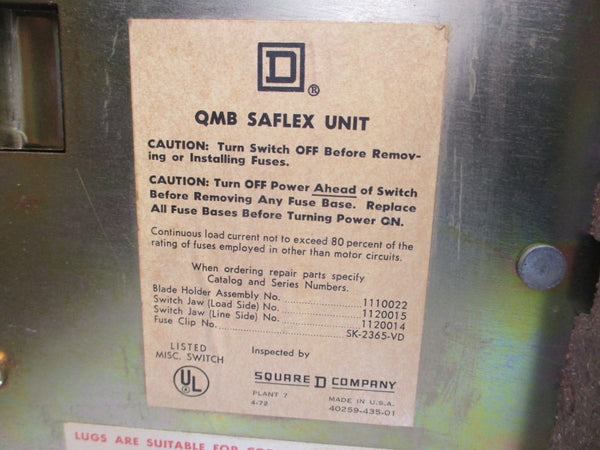 D
®
QMB SAFLEX UNIT
CAUTION: Turn Switch OFF Before Remov-
ing or Installing Fuses.
CAUTION: Turn OFF Power Ahead of Switch
Before Removing Any Fuse Base. Replace
All Fuse Bases Before Turning Power ON.
Continuous load current not to exceed 80 percent of the
rating of fuses employed in other than motor circuits.
When ordering repair parts specify
Catalog and Series Numbers.
Blade Holder Assembly No. .................... 1110022
Switch Jaw (Load Side) No. .................... 1120015
Switch Jaw (Line Side) No. .................... 1120014
Fuse Clip No. .................... SK-2365-VD
LISTED
MISC. SWITCH
UL
Inspected by
SQUARE D COMPANY
PLANT 7
4-72
MADE IN U.S.A.
40259-435-01
LUGS ARE SUITABLE FOR